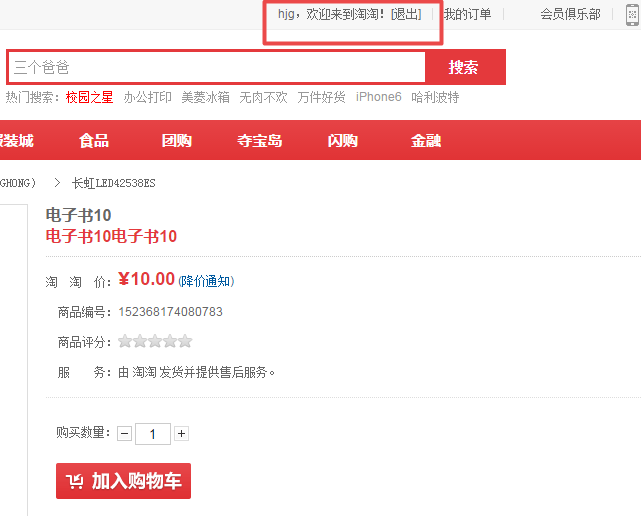 hjg，欢迎来到淘淘！[退出] 我的订单 会员俱乐部
三个爸爸 搜索
热门搜索：校园之星 办公打印 美菱冰箱 无肉不欢 万件好货 iPhone6 哈利波特
服装城 食品 团购 夺宝岛 闪购 金融
GHONG） > 长虹LED42538ES
电子书10
电子书10电子书10
淘 淘 价：¥10.00 (降价通知)
商品编号：152368174080783
商品评分：
服 务：由 淘淘 发货并提供售后服务。
购买数量： − 1 +
加入购物车